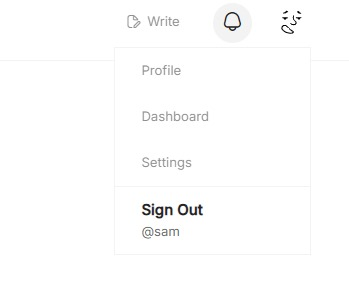 Write
Profile
Dashboard
Settings
Sign Out
@sam